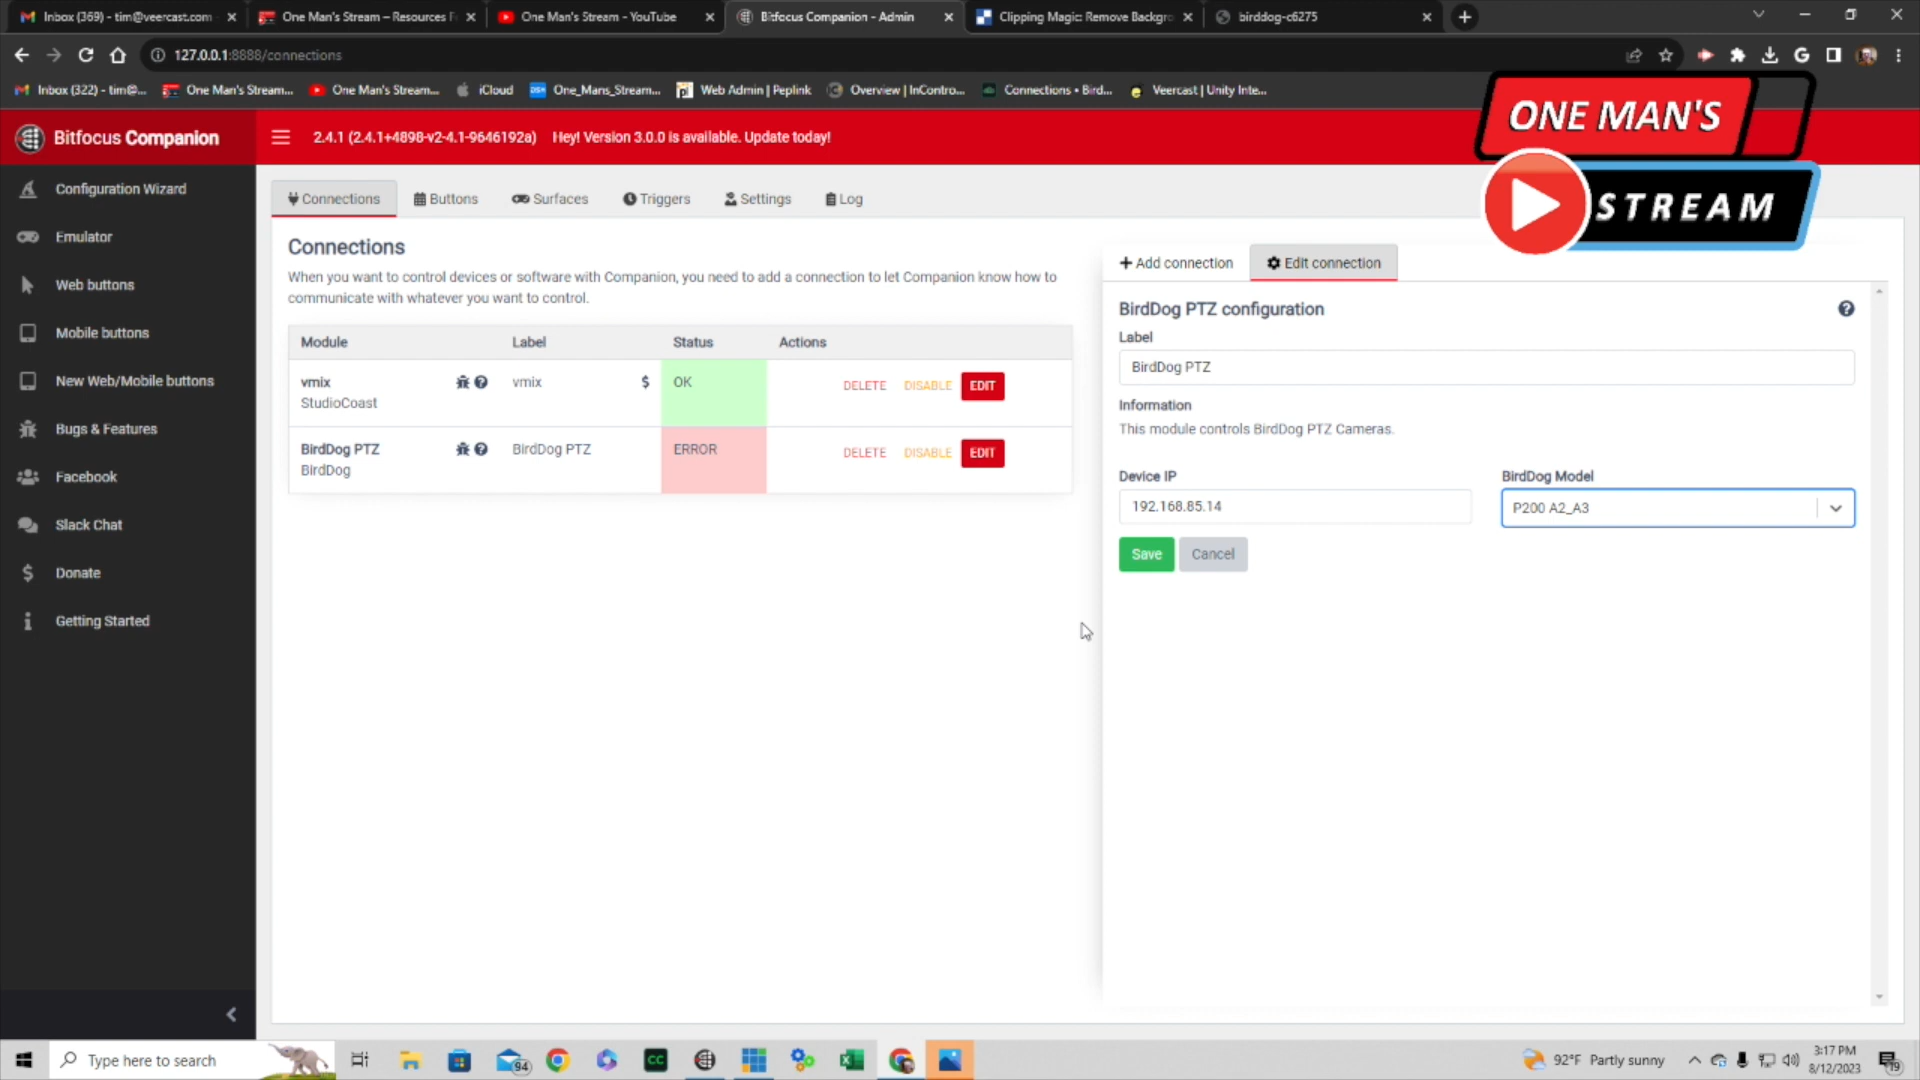 Inbox (369) - tim@veercast.com
One Man's Stream – Resources F
One Man's Stream - YouTube
Bitfocus Companion - Admin
Clipping Magic: Remove Backgro
birddog-c6275
127.0.0.1:8888/connections
Inbox (322) - tim@...
One Man's Stream...
One Man's Stream...
iCloud
DSH
One_Mans_Stream...
Web Admin | Peplink
Overview | InContro...
Connections • Bird...
Veercast | Unity Inte...
ONE MAN'S
STREAM
Bitfocus Companion
2.4.1 (2.4.1+4898-v2-4.1-9646192a)
Hey! Version 3.0.0 is available. Update today!
Configuration Wizard
Emulator
Web buttons
Mobile buttons
New Web/Mobile buttons
Bugs & Features
Facebook
Slack Chat
Donate
Getting Started
Connections
Buttons
Surfaces
Triggers
Settings
Log
Connections
When you want to control devices or software with Companion, you need to add a connection to let Companion know how to
communicate with whatever you want to control.
Module Label Status Actions
vmix vmix $ OK DELETE DISABLE EDIT
StudioCoast
BirdDog PTZ BirdDog PTZ ERROR DELETE DISABLE EDIT
BirdDog
Add connection
Edit connection
BirdDog PTZ configuration
Label
BirdDog PTZ
Information
This module controls BirdDog PTZ Cameras.
Device IP
192.168.85.14
BirdDog Model
P200 A2_A3
Save
Cancel
Type here to search
94
CC
92°F Partly sunny
3:17 PM
8/12/2023
19